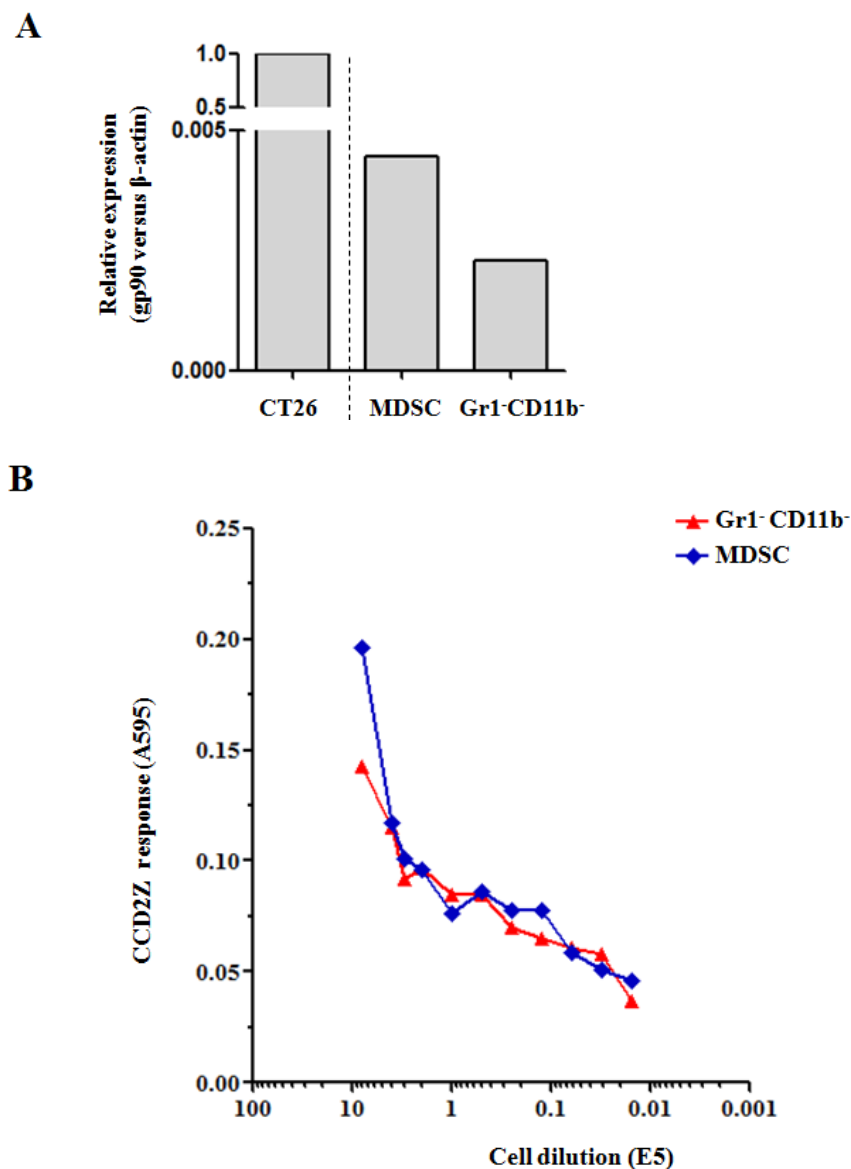 A
Relative expression
(gp90 versus β-actin)
1.0
0.5
0.005
0.000
CT26
MDSC
Gr1-CD11b-
B
Gr1- CD11b-
MDSC
CCD2Z response (A595)
0.25
0.20
0.15
0.10
0.05
0.00
100
10
1
0.1
0.01
0.001
Cell dilution (E5)